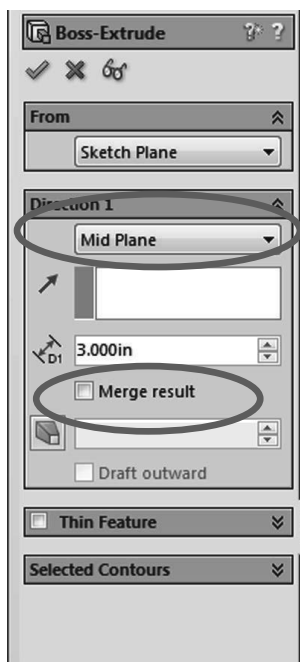 Boss-Extrude
From
Sketch Plane
Direction 1
Mid Plane
D1 3.000in
Merge result
Draft outward
Thin Feature
Selected Contours